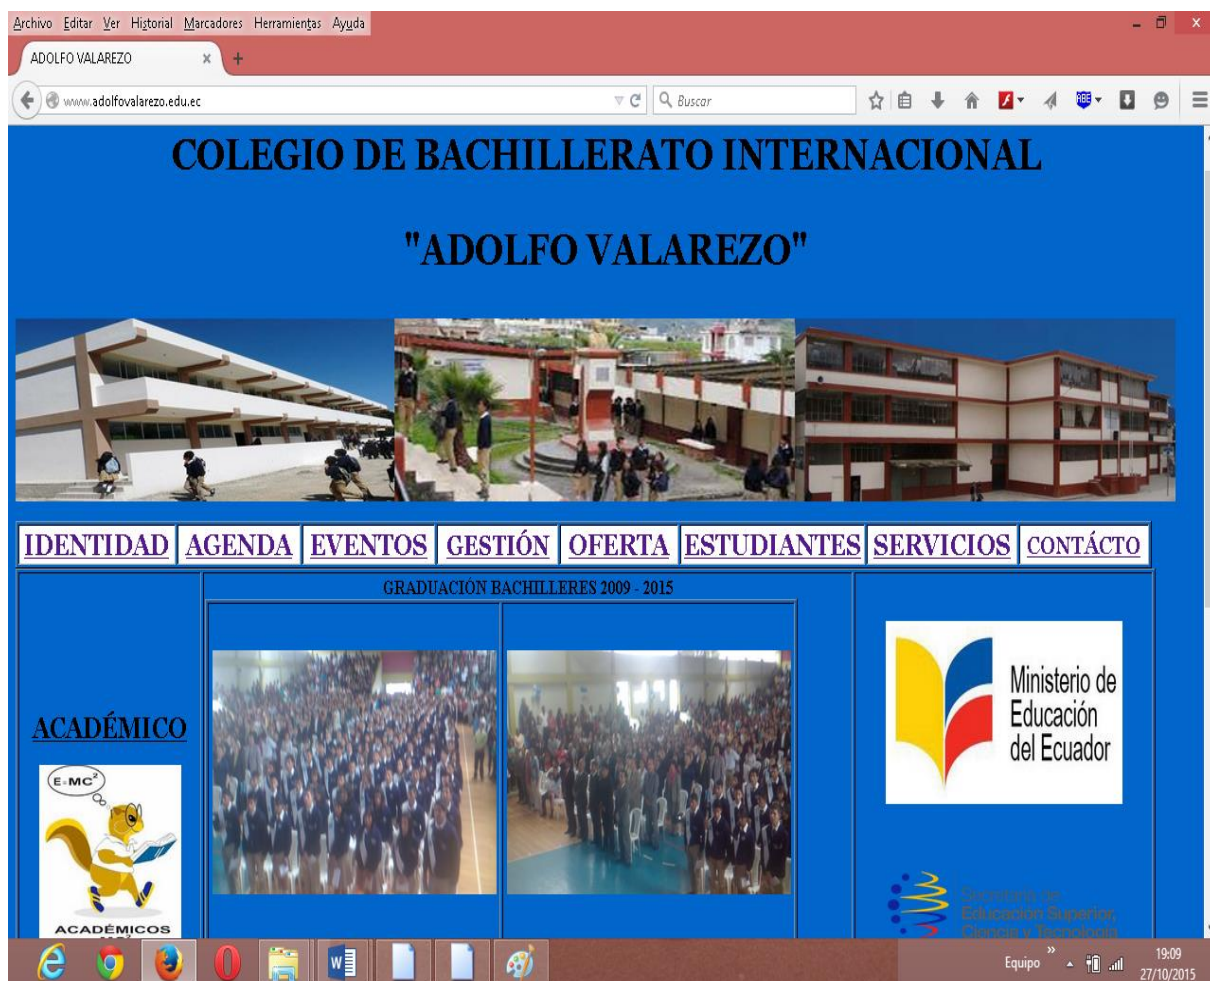 Archivo Editar Ver Historial Marcadores Herramientas Ayuda
ADOLFO VALAREZO
www.adolfovalarezo.edu.ec
Buscar
ABE
COLEGIO DE BACHILLERATO INTERNACIONAL
"ADOLFO VALAREZO"
IDENTIDAD AGENDA EVENTOS GESTIÓN OFERTA ESTUDIANTES SERVICIOS CONTÁCTO
GRADUACIÓN BACHILLERES 2009 - 2015
ACADÉMICO
E=MC²
ACADÉMICOS
Ministerio de
Educación
del Ecuador
Secretaría de
Educación Superior,
Ciencia y Tecnología
Equipo
19:09
27/10/2015